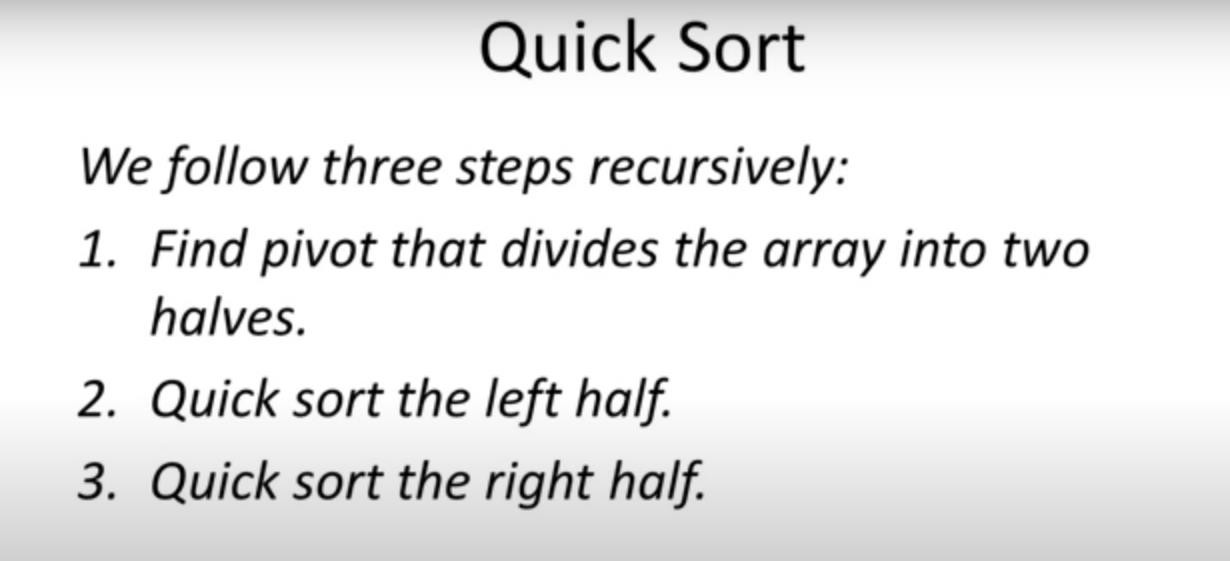 Quick Sort
We follow three steps recursively:
1. Find pivot that divides the array into two
halves.
2. Quick sort the left half.
3. Quick sort the right half.